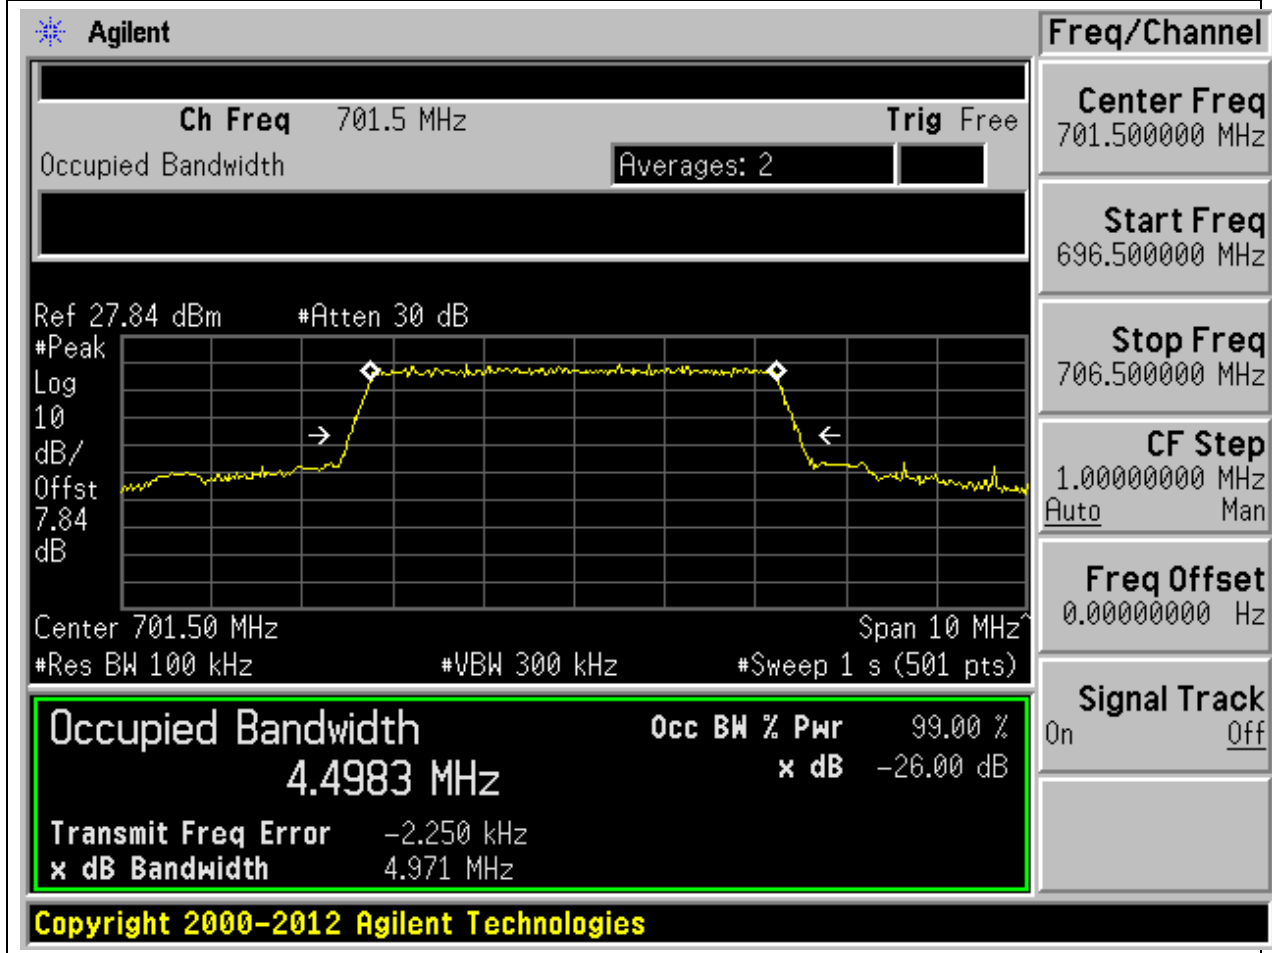 Agilent
Freq/Channel
Ch Freq 701.5 MHz Trig Free
Occupied Bandwidth Averages: 2
Center Freq
701.500000 MHz
Start Freq
696.500000 MHz
Stop Freq
706.500000 MHz
CF Step
1.00000000 MHz
Auto Man
Freq Offset
0.00000000 Hz
Signal Track
On Off
Ref 27.84 dBm #Atten 30 dB
#Peak
Log
10
dB/
Offst
7.84
dB
Center 701.50 MHz Span 10 MHz^
#Res BW 100 kHz #VBW 300 kHz #Sweep 1 s (501 pts)
Occupied Bandwidth Occ BW % Pwr 99.00 %
4.4983 MHz x dB -26.00 dB
Transmit Freq Error -2.250 kHz
x dB Bandwidth 4.971 MHz
Copyright 2000-2012 Agilent Technologies